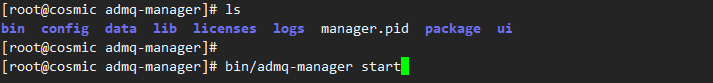 [root@cosmic admq-manager]# ls
bin config data lib licenses logs manager.pid package ui
[root@cosmic admq-manager]#
[root@cosmic admq-manager]# bin/admq-manager start